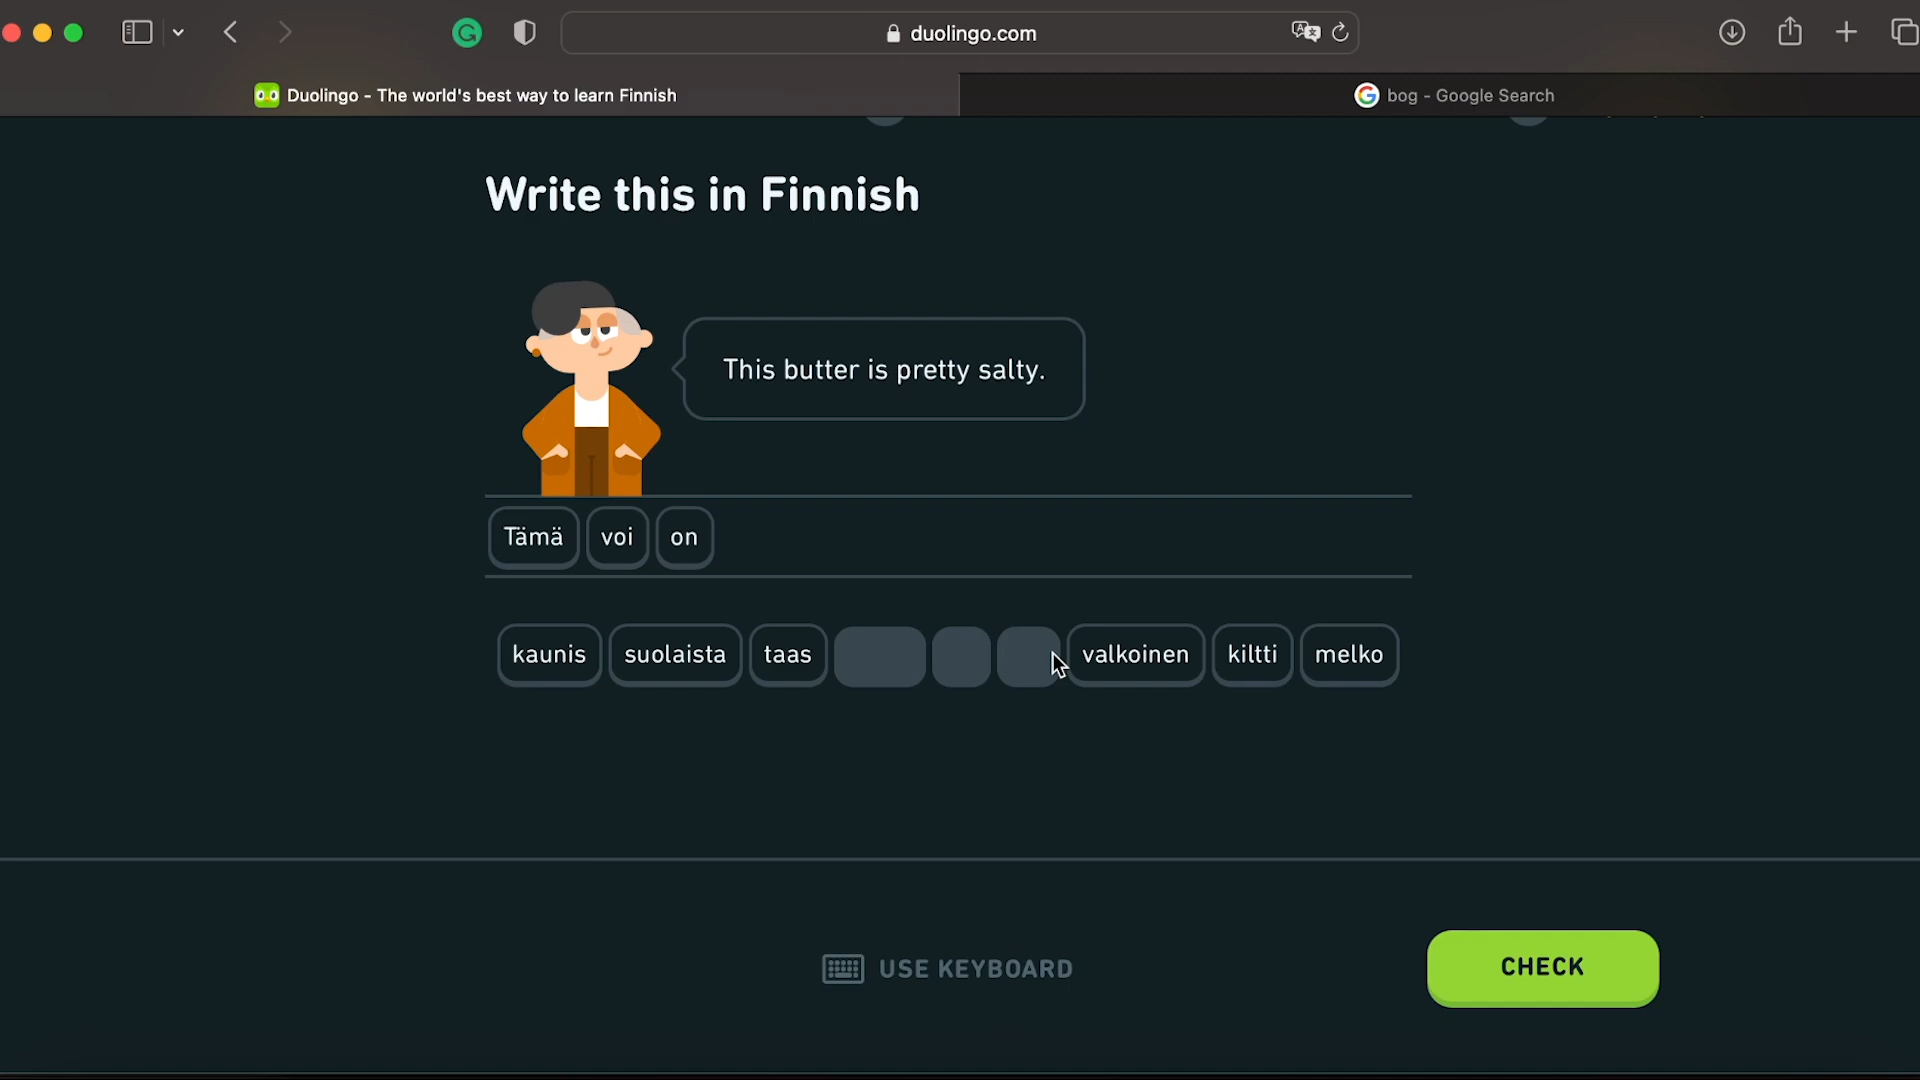 duolingo.com
Duolingo - The world's best way to learn Finnish
bog - Google Search
Write this in Finnish
This butter is pretty salty.
Tämä voi on
kaunis suolaista taas valkoinen kiltti melko
USE KEYBOARD
CHECK